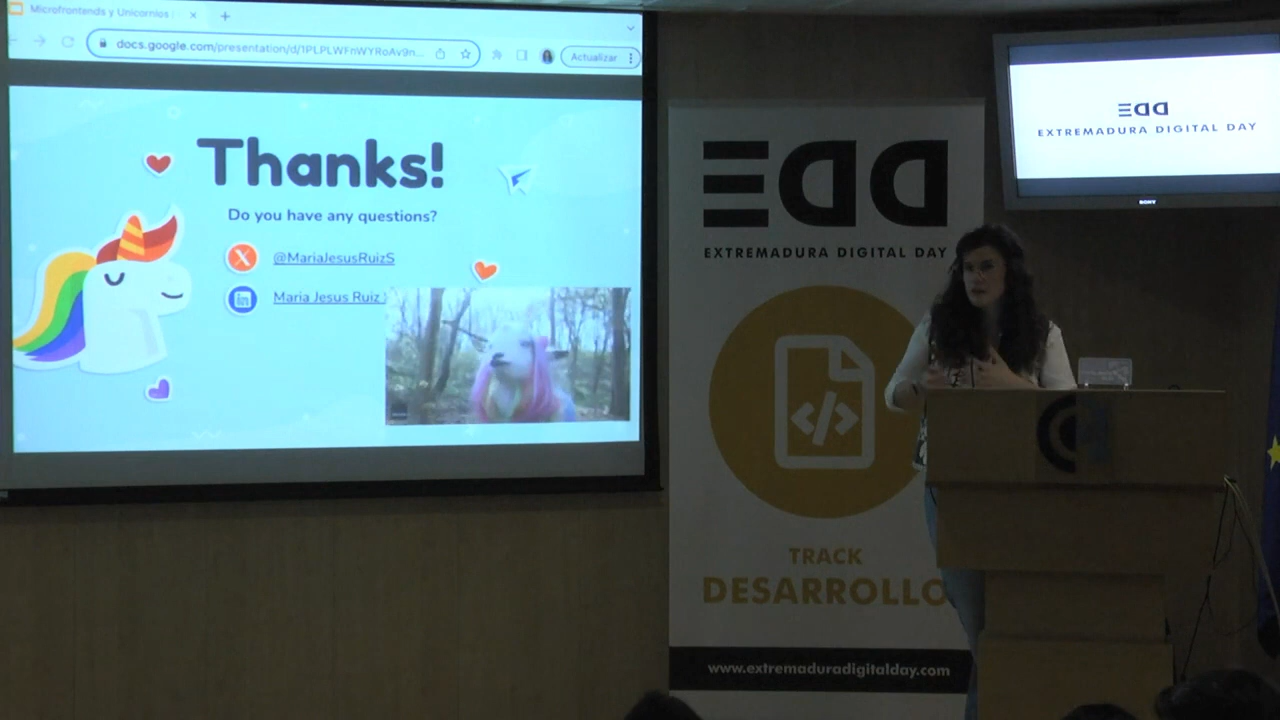 Microfrontends y Unicornios
docs.google.com/presentation/d/1PLPLWFnWYRoAv9n...
Actualizar
Thanks!
Do you have any questions?
@MariaJesusRuizS
Maria Jesus Ruiz
EDD
EXTREMADURA DIGITAL DAY
</>
TRACK
DESARROLLO
www.extremaduradigitalday.com
EDD
EXTREMADURA DIGITAL DAY
SONY